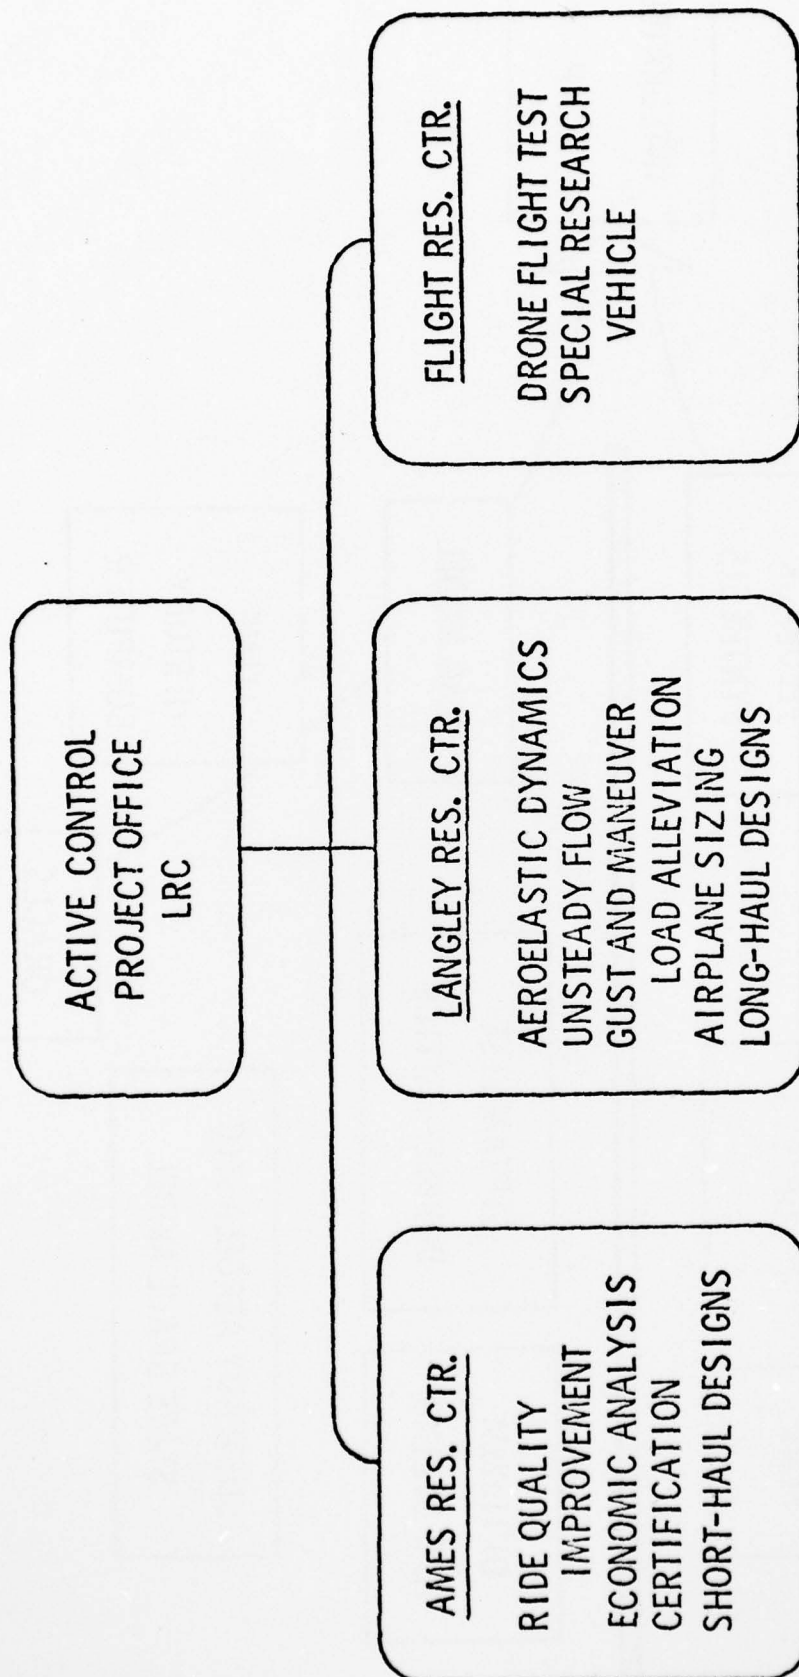 ACTIVE CONTROL
PROJECT OFFICE
LRC
AMES RES. CTR.
RIDE QUALITY
IMPROVEMENT
ECONOMIC ANALYSIS
CERTIFICATION
SHORT-HAUL DESIGNS
LANGLEY RES. CTR.
AEROELASTIC DYNAMICS
UNSTEADY FLOW
GUST AND MANEUVER
LOAD ALLEVIATION
AIRPLANE SIZING
LONG-HAUL DESIGNS
FLIGHT RES. CTR.
DRONE FLIGHT TEST
SPECIAL RESEARCH
VEHICLE